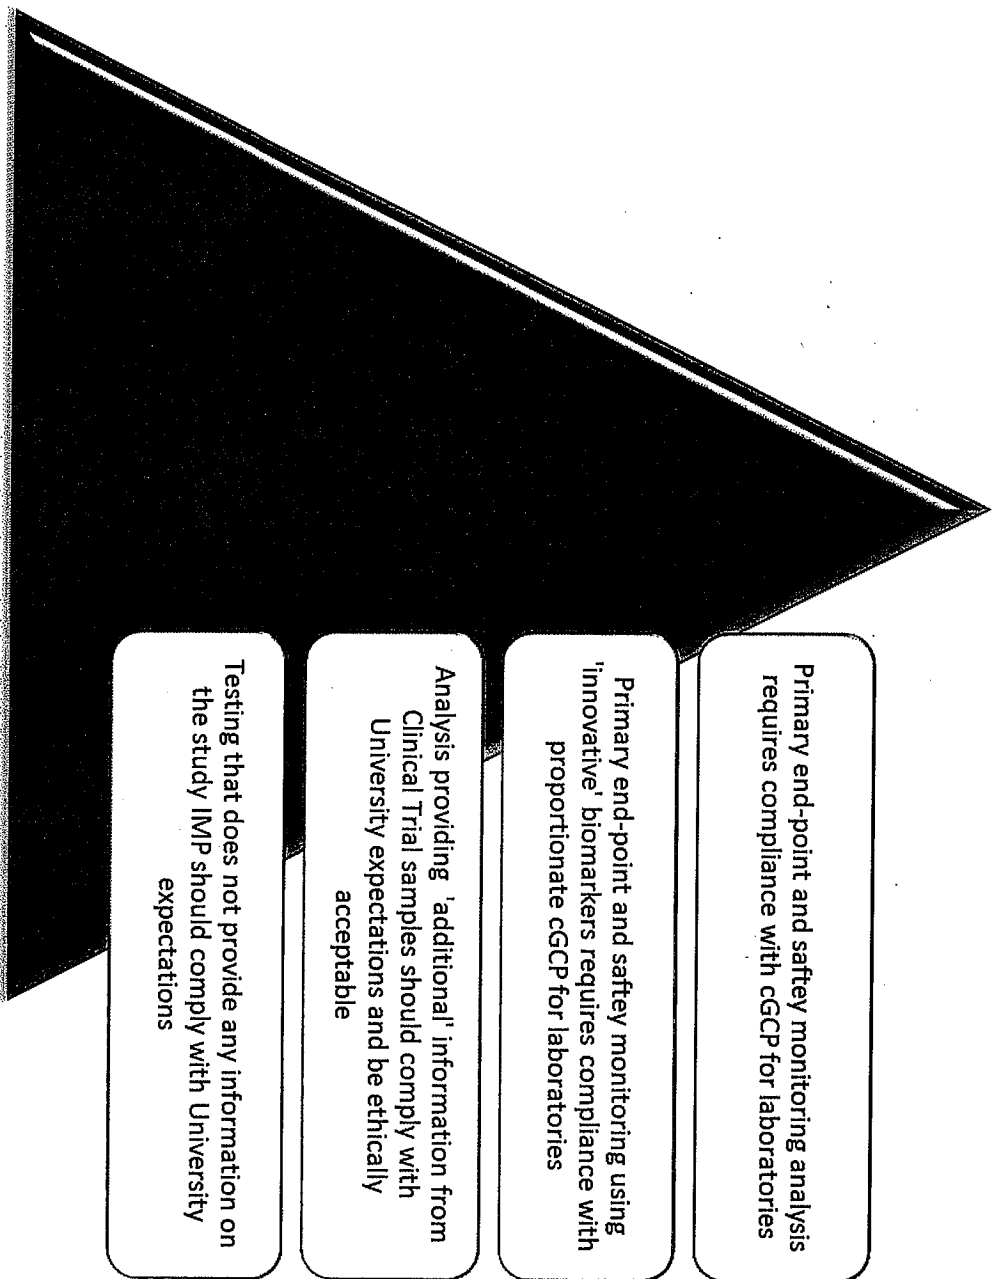 Primary end-point and saftey monitoring analysis
requires compliance with cGCP for laboratories
Primary end-point and saftey monitoring using
'innovative' biomarkers requires compliance with
proportionate cGCP for laboratories
Analysis providing 'additional' information from
Clinical Trial samples should comply with
University expectations and be ethically
acceptable
Testing that does not provide any information on
the study IMP should comply with University
expectations